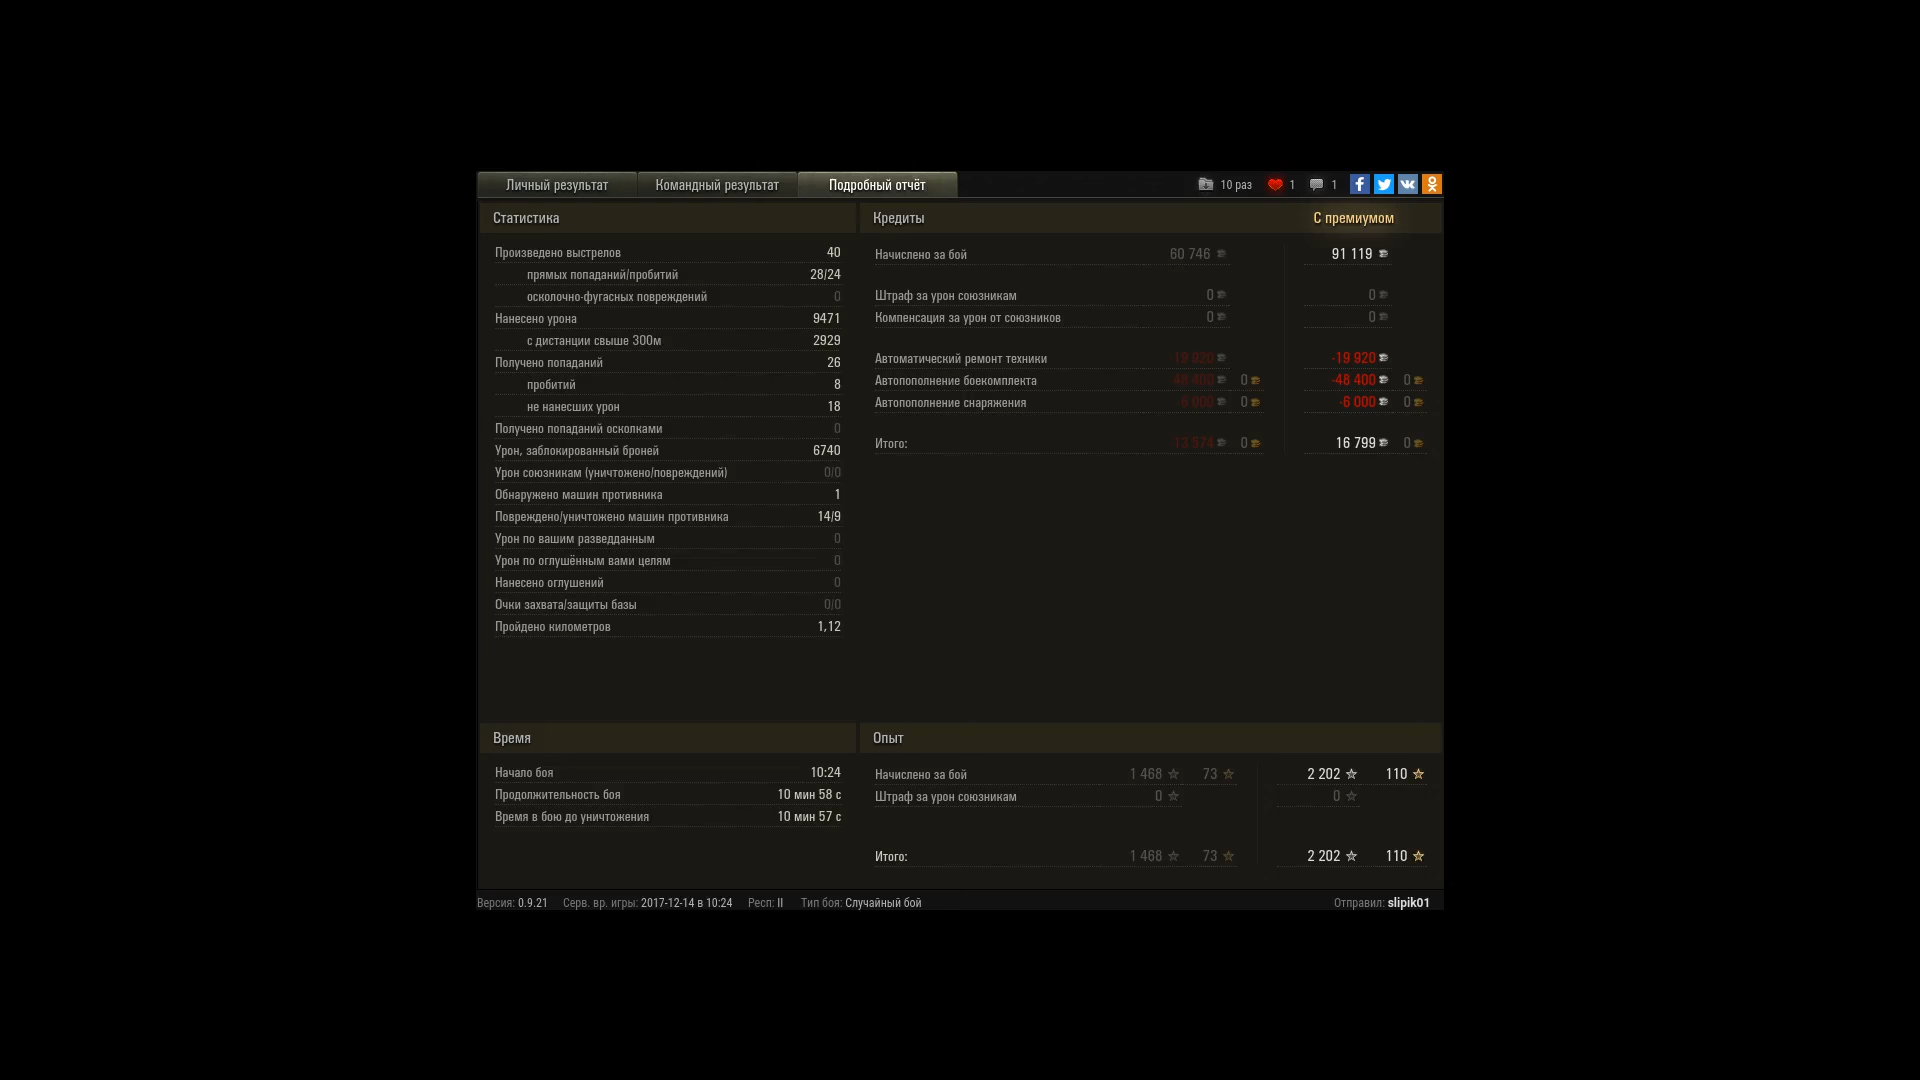 Личный результат Командный результат Подробный отчёт 10 раз 1 1
Статистика
Произведено выстрелов 40
прямых попаданий/пробитий 28/24
осколочно-фугасных повреждений 0
Нанесено урона 9471
с дистанции свыше 300м 2929
Получено попаданий 26
пробитий 8
не нанесших урон 18
Получено попаданий осколками 0
Урон, заблокированный броней 6740
Урон союзникам (уничтожено/повреждений) 0/0
Обнаружено машин противника 1
Повреждено/уничтожено машин противника 14/9
Урон по вашим разведданным 0
Урон по оглушённым вами целям 0
Нанесено оглушений 0
Очки захвата/защиты базы 0/0
Пройдено километров 1,12
Кредиты С премиумом
Начислено за бой 60 746 91 119
Штраф за урон союзникам 0 0
Компенсация за урон от союзников 0 0
Автоматический ремонт техники -19 920 -19 920
Автопополнение боекомплекта -48 400 0 -48 400 0
Автопополнение снаряжения -6 000 0 -6 000 0
Итого: -13 574 0 16 799 0
Время
Начало боя 10:24
Продолжительность боя 10 мин 58 с
Время в бою до уничтожения 10 мин 57 с
Опыт
Начислено за бой 1 468 73 2 202 110
Штраф за урон союзникам 0 0
Итого: 1 468 73 2 202 110
Версия: 0.9.21 Серв. вр. игры: 2017-12-14 в 10:24 Респ: II Тип боя: Случайный бой Отправил: slipik01